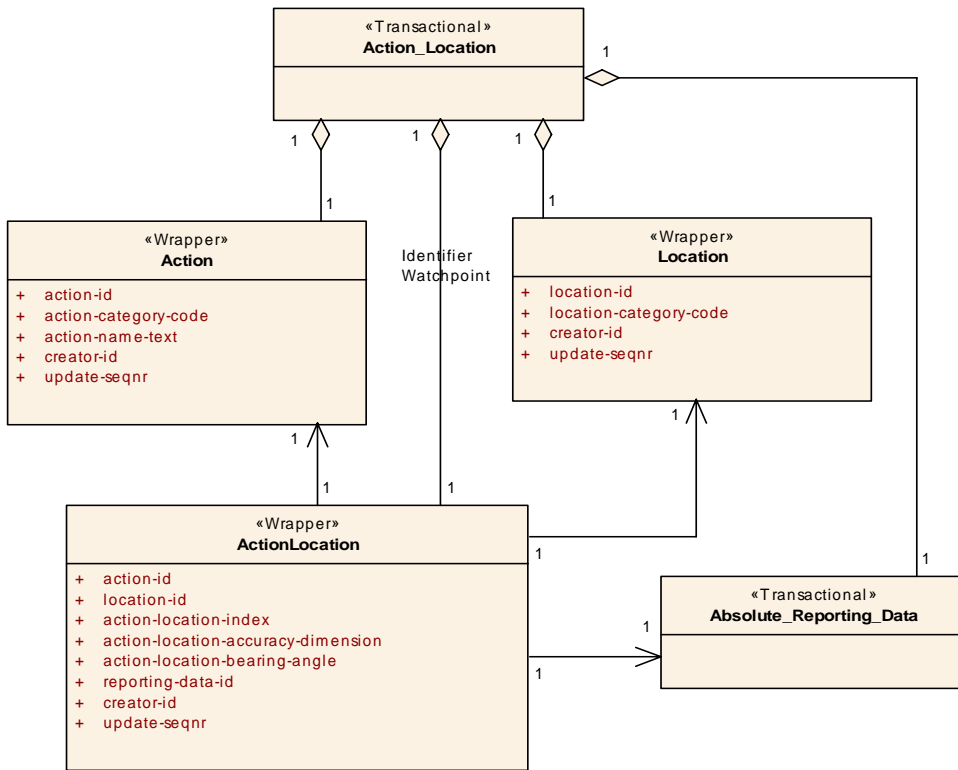 «Transactional»
Action_Location
1
1
1
1
1
1
«Wrapper»
Action
+ action-id
+ action-category-code
+ action-name-text
+ creator-id
+ update-seqnr
Identifier
Watchpoint
«Wrapper»
Location
+ location-id
+ location-category-code
+ creator-id
+ update-seqnr
1
1
1
1
«Wrapper»
ActionLocation
+ action-id
+ location-id
+ action-location-index
+ action-location-accuracy-dimension
+ action-location-bearing-angle
+ reporting-data-id
+ creator-id
+ update-seqnr
1
1
1
1
«Transactional»
Absolute_Reporting_Data